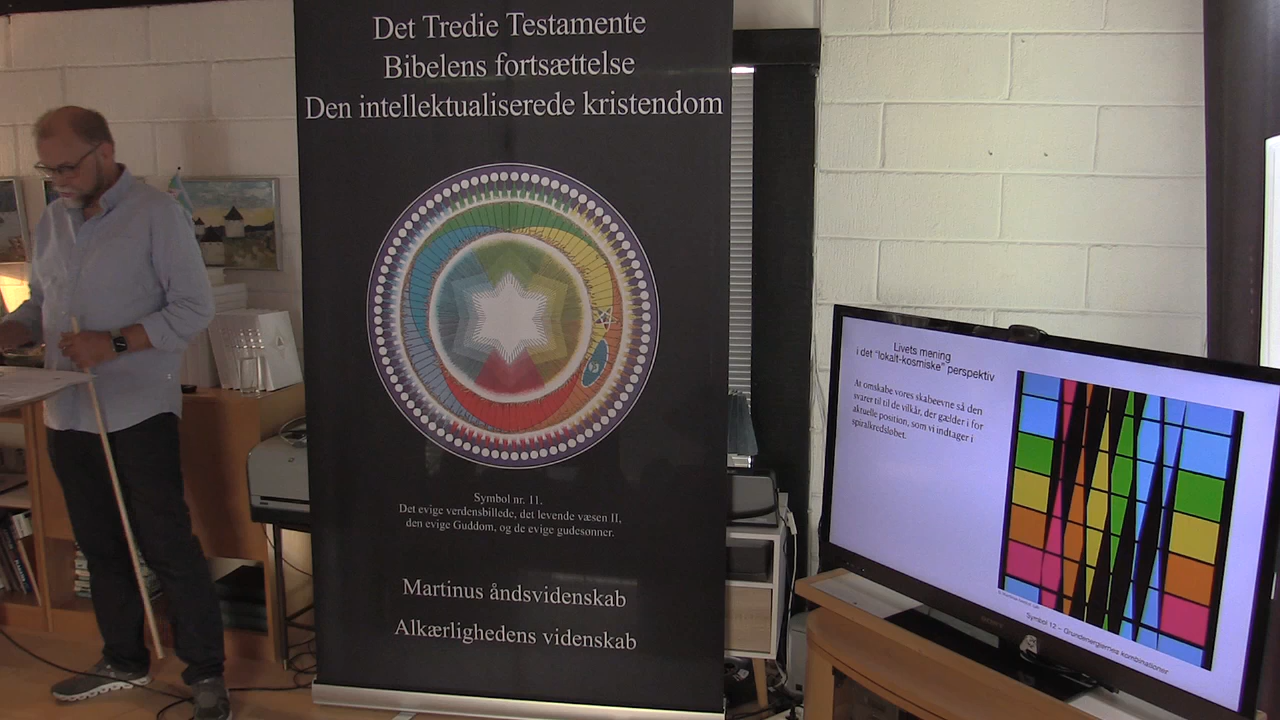 Det Tredie Testamente
Bibelens fortsættelse
Den intellektualiserede kristendom
Symbol nr. 11.
Det evige verdensbillede, det levende væsen II,
den evige Guddom, og de evige gudesønner.
Martinus åndsvidenskab
Alkærlighedens videnskab
Livets mening
i det "lokalt-kosmiske" perspektiv
At omskabe vores skabeevne så den
svarer til til de vilkår, der gælder i for
aktuelle position, som vi indtager i
spiralkredsløbet.
Symbol 12 – Grundenergiernes kombinationer
SONY